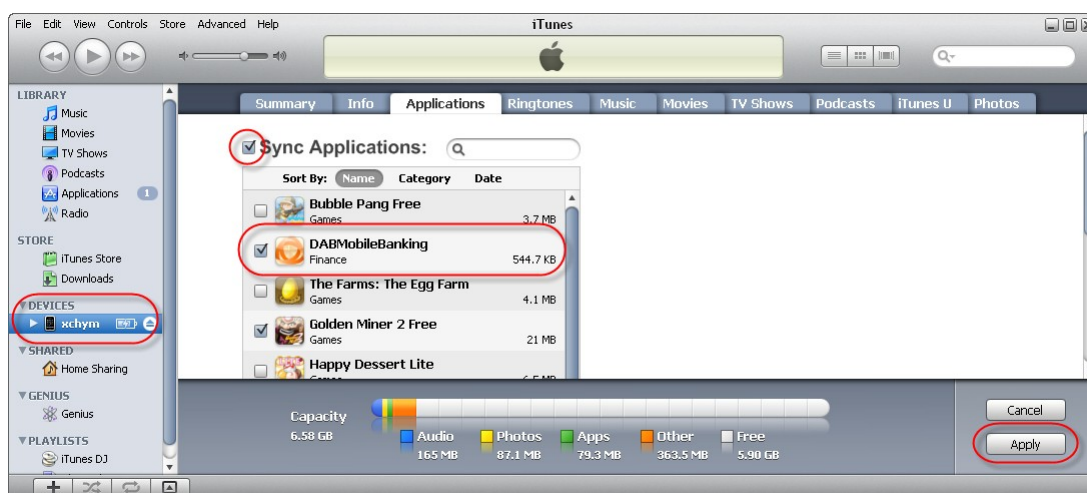 File Edit View Controls Store Advanced Help
iTunes
LIBRARY
Music
Movies
TV Shows
Podcasts
Applications 1
Radio
STORE
iTunes Store
Downloads
DEVICES
xchym
SHARED
Home Sharing
GENIUS
Genius
PLAYLISTS
iTunes DJ
Summary Info Applications Ringtones Music Movies TV Shows Podcasts iTunes U Photos
Sync Applications:
Sort By: Name Category Date
Bubble Pang Free
Games 3.7 MB
DABMobileBanking
Finance 544.7 KB
The Farms: The Egg Farm
Games 4.1 MB
Golden Miner 2 Free
Games 21 MB
Happy Dessert Lite
Capacity
6.58 GB
Audio Photos Apps Other Free
165 MB 87.1 MB 79.3 MB 363.5 MB 5.90 GB
Cancel
Apply